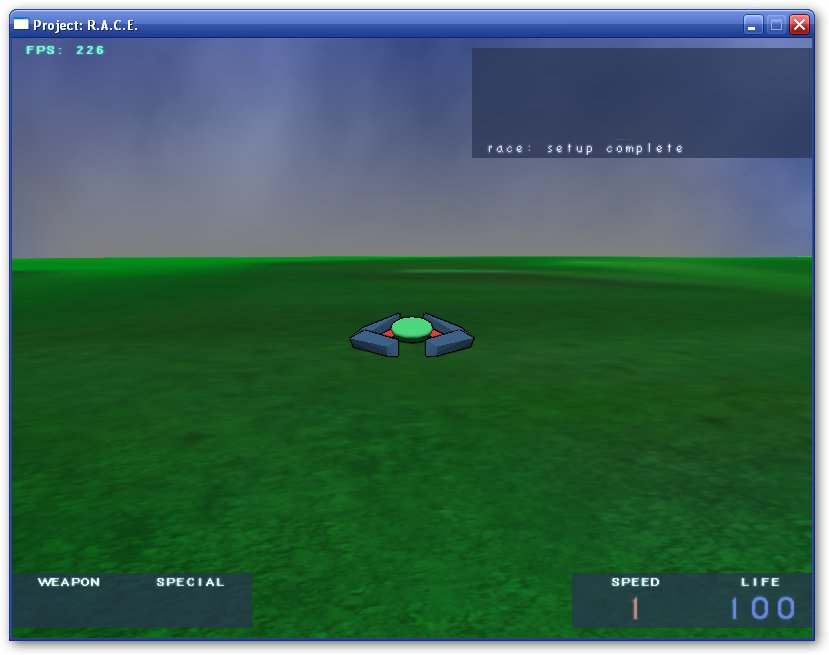 Project: R.A.C.E.
FPS: 226
race: setup complete
WEAPON SPECIAL
SPEED LIFE
1 100